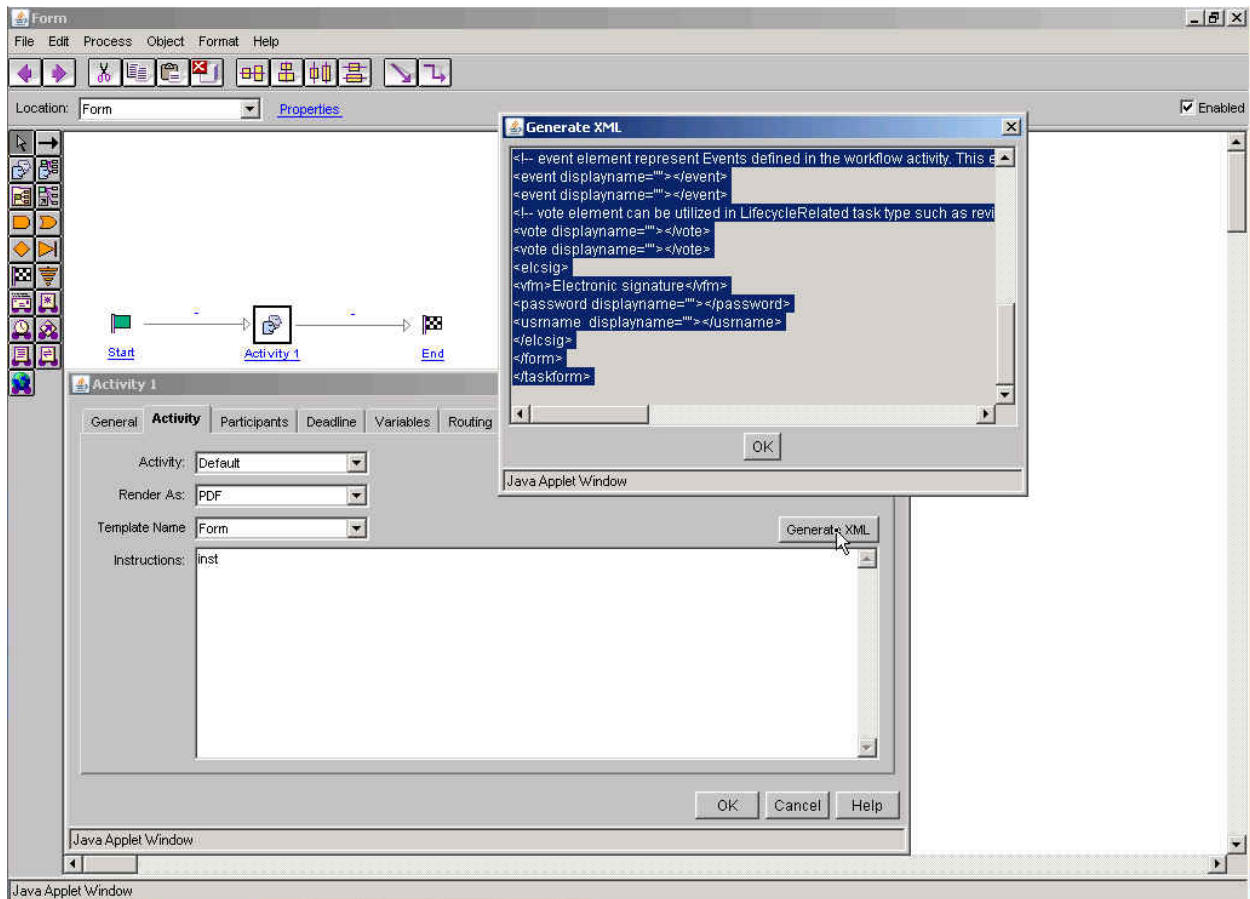 Form
File Edit Process Object Format Help
Location: Form Properties Enabled
Generate XML
<!-- event element represent Events defined in the workflow activity. This e
<event displayname=""></event>
<event displayname=""></event>
<!-- vote element can be utilized in LifecycleRelated task type such as revi
<vote displayname=""></vote>
<vote displayname=""></vote>
<elcsig>
<vfm>Electronic signature</vfm>
<password displayname=""></password>
<usrname displayname=""></usrname>
</elcsig>
</form>
</taskform>
OK
Java Applet Window
Start Activity 1 End
Activity 1
General Activity Participants Deadline Variables Routing
Activity: Default
Render As: PDF
Template Name Form
Generate XML
Instructions: inst
OK Cancel Help
Java Applet Window
Java Applet Window